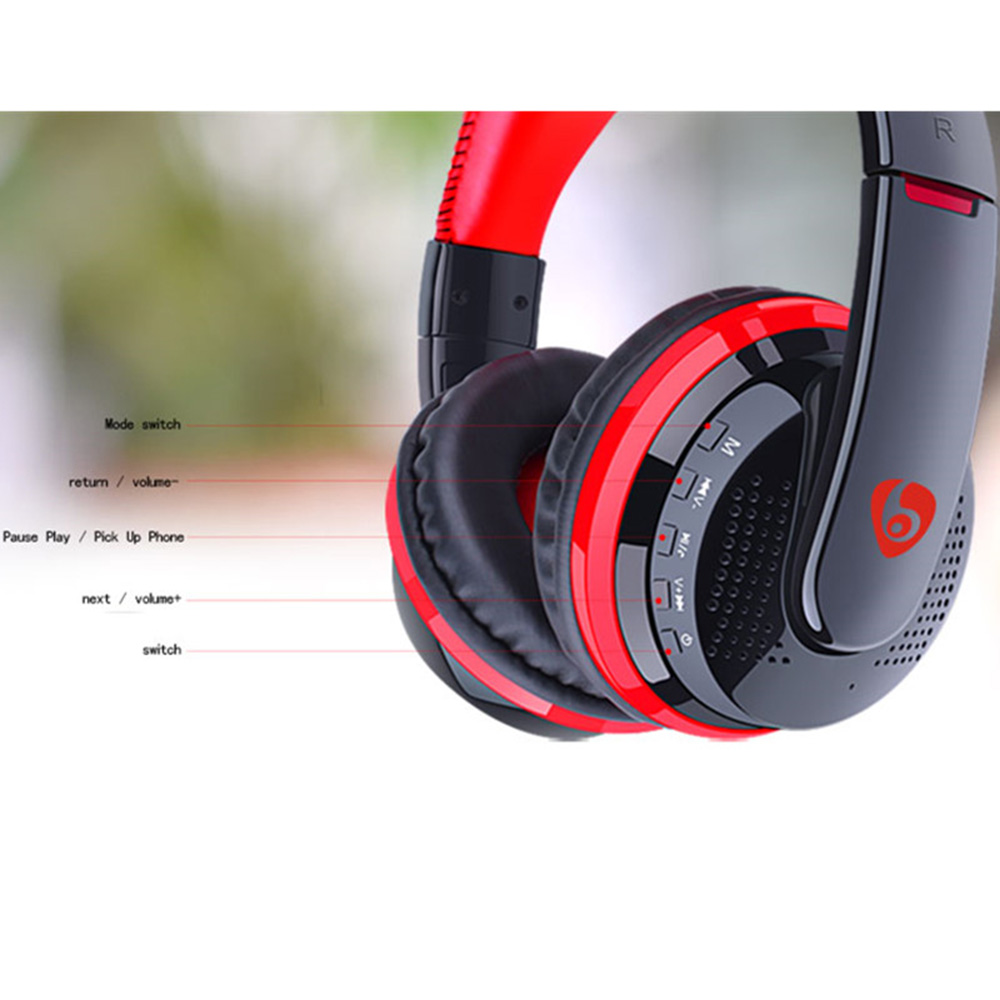 R
Mode switch
M
return / volume-
V-
Pause Play / Pick Up Phone
next / volume+
V+
switch